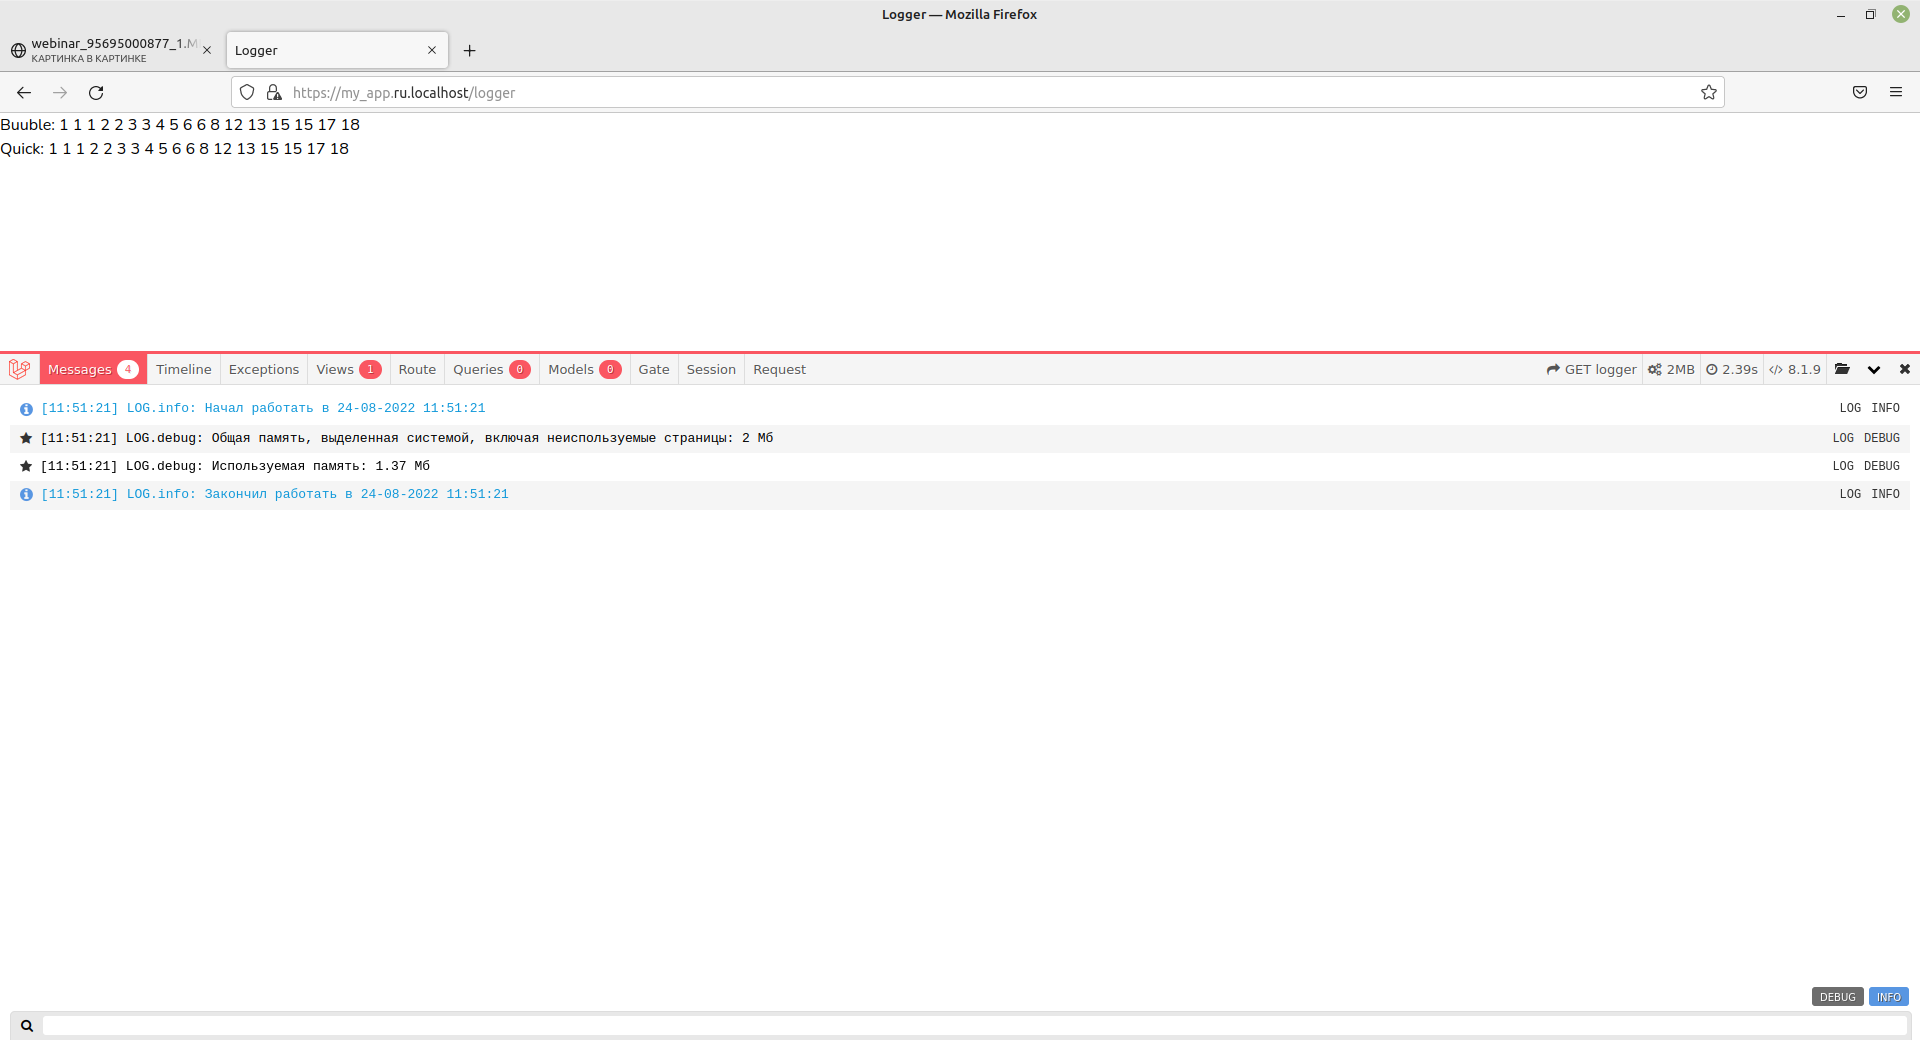 Logger — Mozilla Firefox
webinar_95695000877_1.M
КАРТИНКА В КАРТИНКЕ
Logger
https://my_app.ru.localhost/logger
Buuble: 1 1 1 2 2 3 3 4 5 6 6 8 12 13 15 15 17 18
Quick: 1 1 1 2 2 3 3 4 5 6 6 8 12 13 15 15 17 18
Messages 4 Timeline Exceptions Views 1 Route Queries 0 Models 0 Gate Session Request GET logger 2MB 2.39s 8.1.9
[11:51:21] LOG.info: Начал работать в 24-08-2022 11:51:21 LOG INFO
[11:51:21] LOG.debug: Общая память, выделенная системой, включая неиспользуемые страницы: 2 Мб LOG DEBUG
[11:51:21] LOG.debug: Используемая память: 1.37 Мб LOG DEBUG
[11:51:21] LOG.info: Закончил работать в 24-08-2022 11:51:21 LOG INFO
DEBUG INFO